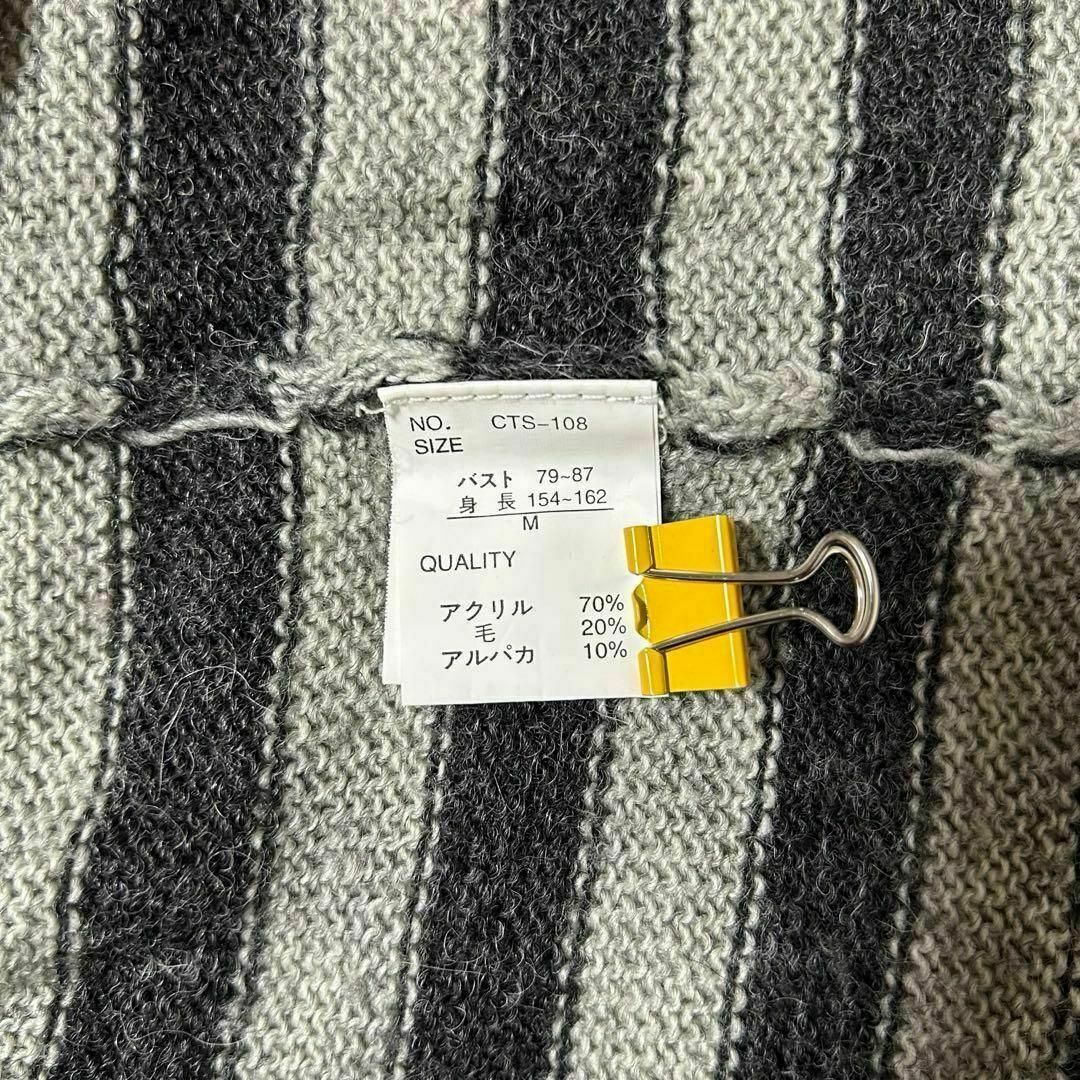 NO. CTS-108
SIZE
バスト 79~87
身 長 154~162
M
QUALITY
アクリル 70%
毛 20%
アルパカ 10%